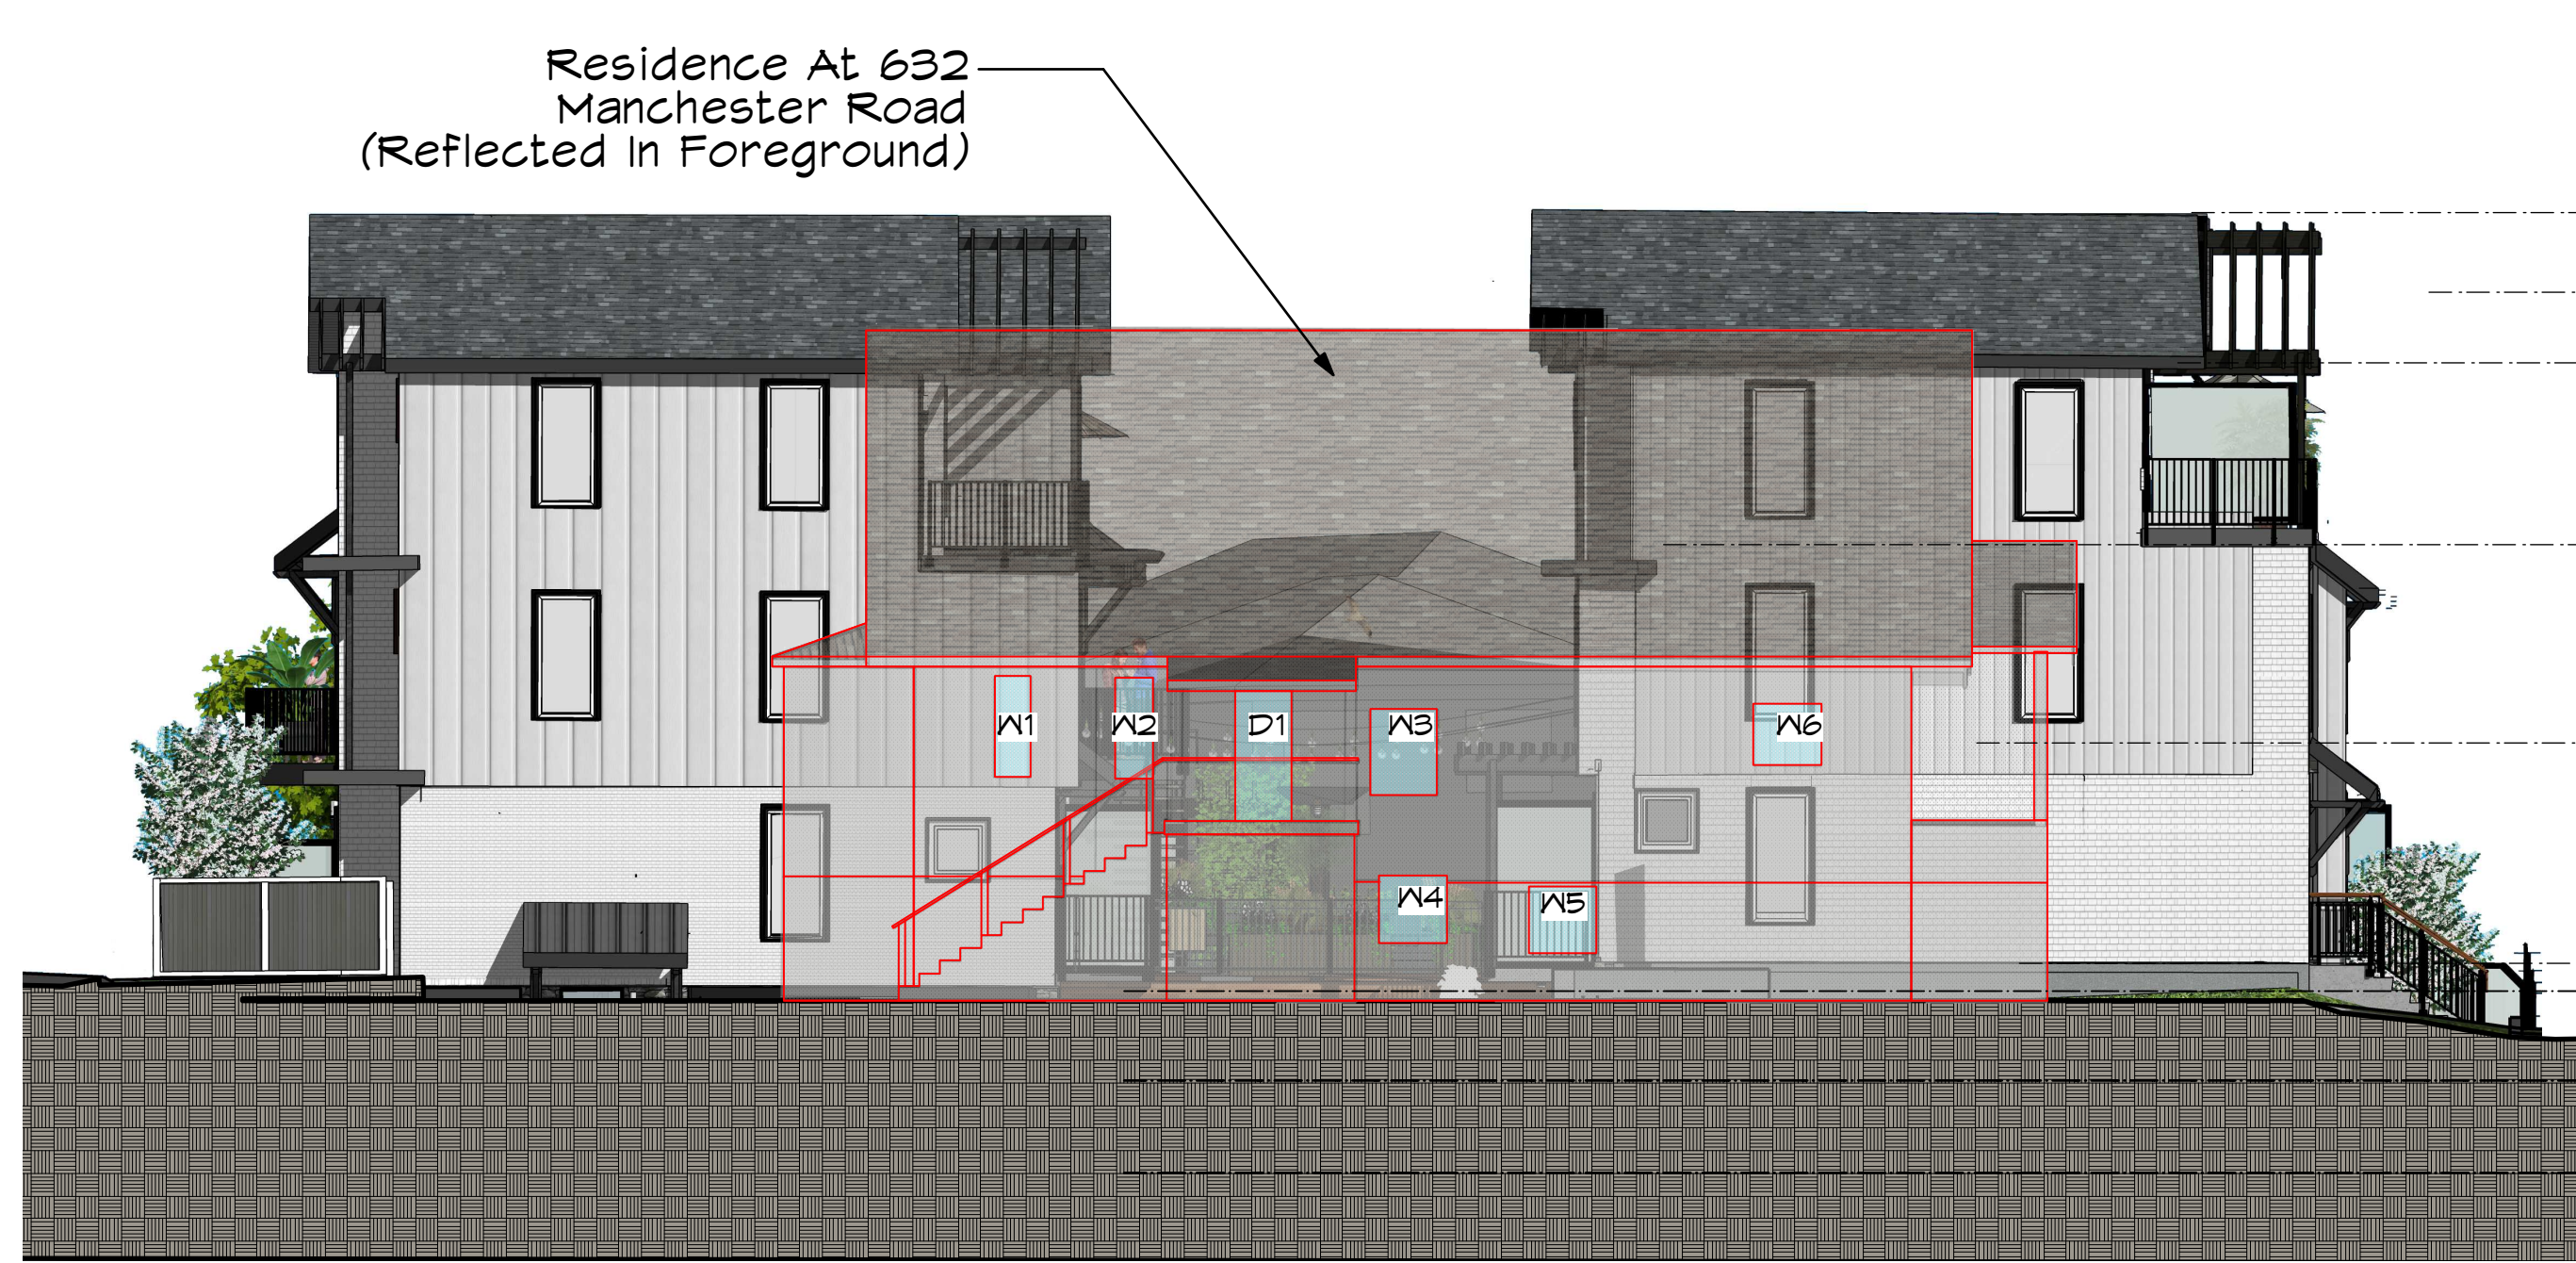 Residence At 632
Manchester Road
(Reflected In Foreground)
W1
W2
D1
W3
W6
W4
W5